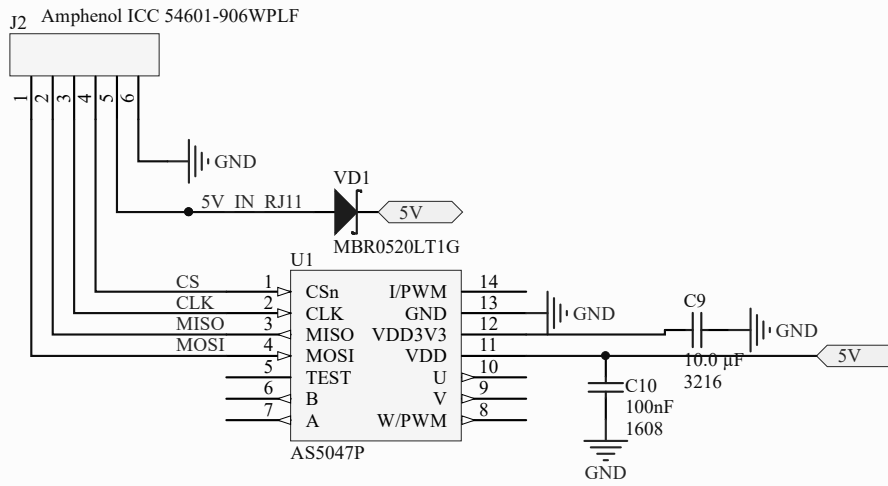 J2 Amphenol ICC 54601-906WPLF
1 2 3 4 5 6
GND
VD1
5V IN RJ11
5V
MBR0520LT1G
U1
CS 1 CSn I/PWM 14
CLK 2 CLK GND 13 GND
MISO 3 MISO VDD3V3 12
MOSI 4 MOSI VDD 11
5 TEST U 10
6 B V 9
7 A W/PWM 8
AS5047P
C9
GND
10.0 µF
3216
5V
C10
100nF
1608
GND